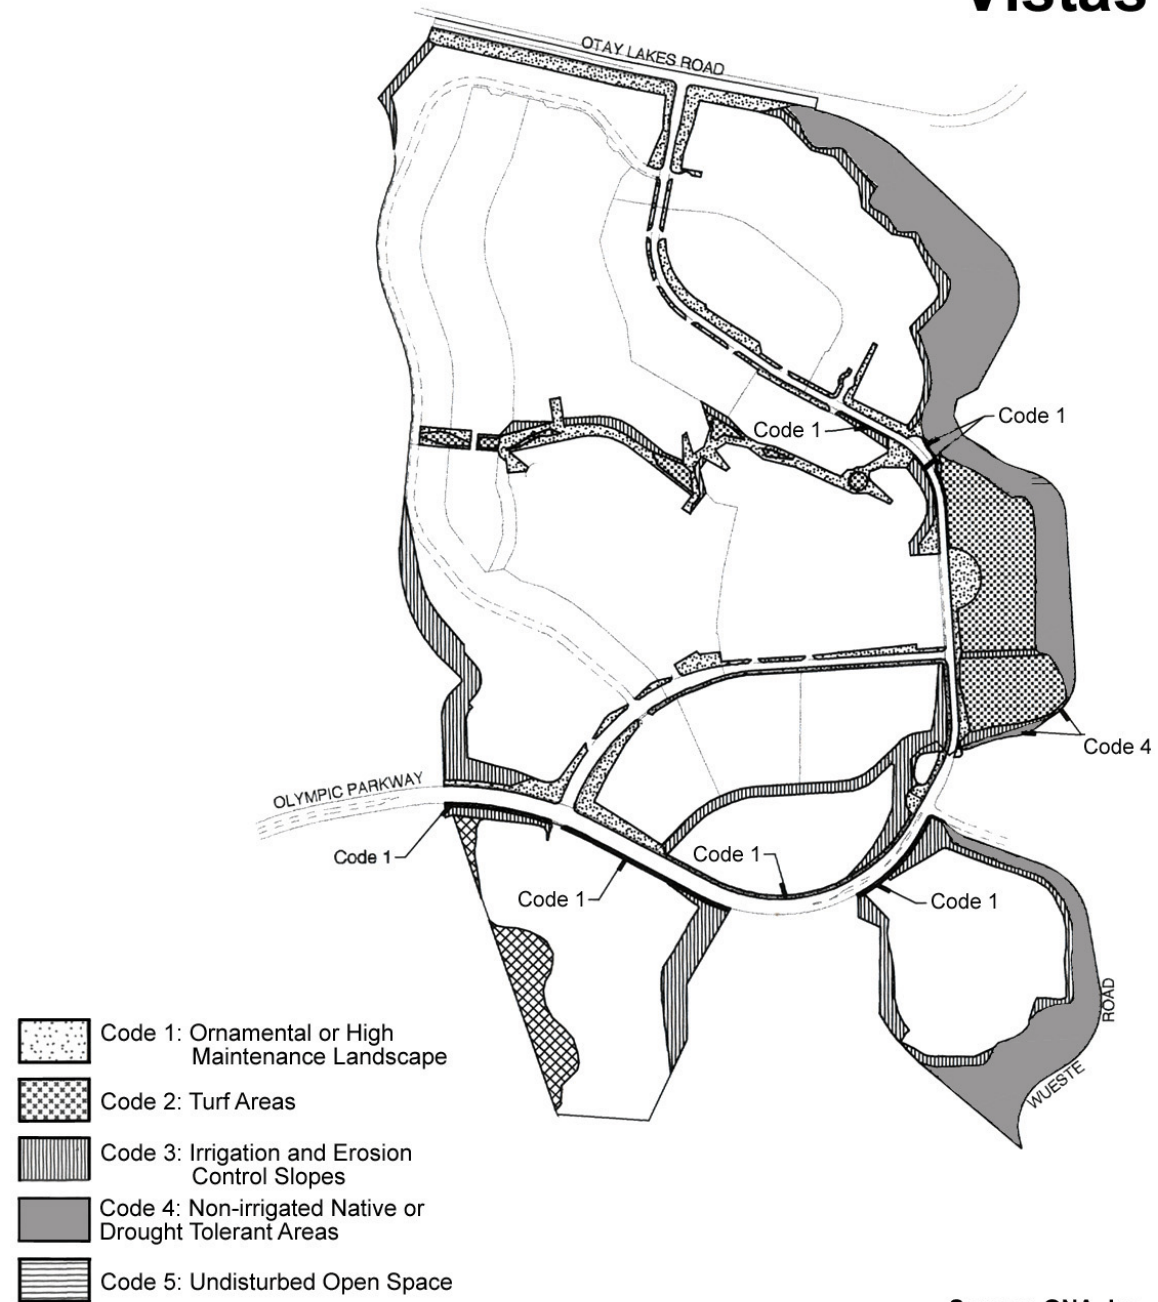 Vistas
OTAY LAKES ROAD
Code 1
Code 1
Code 4
OLYMPIC PARKWAY
Code 1
Code 1
Code 1
Code 1
ROAD
WUESTE
Code 1: Ornamental or High
Maintenance Landscape
Code 2: Turf Areas
Code 3: Irrigation and Erosion
Control Slopes
Code 4: Non-irrigated Native or
Drought Tolerant Areas
Code 5: Undisturbed Open Space